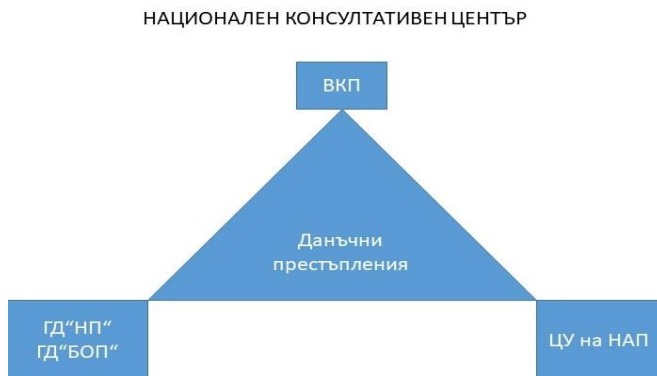 НАЦИОНАЛЕН КОНСУЛТАТИВЕН ЦЕНТЪР
ВКП
Данъчни
престъпления
ГД“НП“
ГД“БОП“
ЦУ на НАП